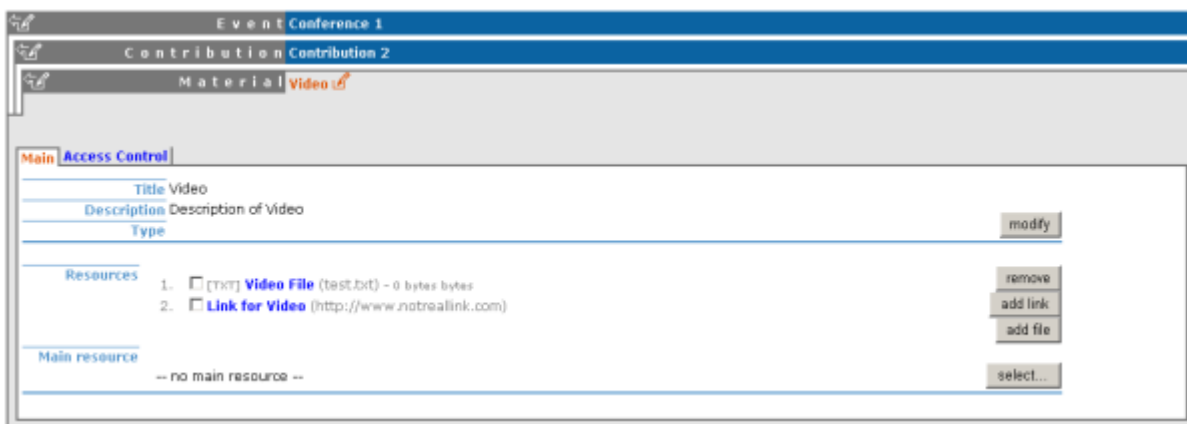 Event Conference 1
Contribution Contribution 2
Material Video
Main Access Control
Title Video
Description Description of Video
Type
modify
Resources
1. [TXT] Video File (test.txt) - 0 bytes bytes
remove
2. Link for Video (http://www.notreallink.com)
add link
add file
Main resource
-- no main resource --
select...